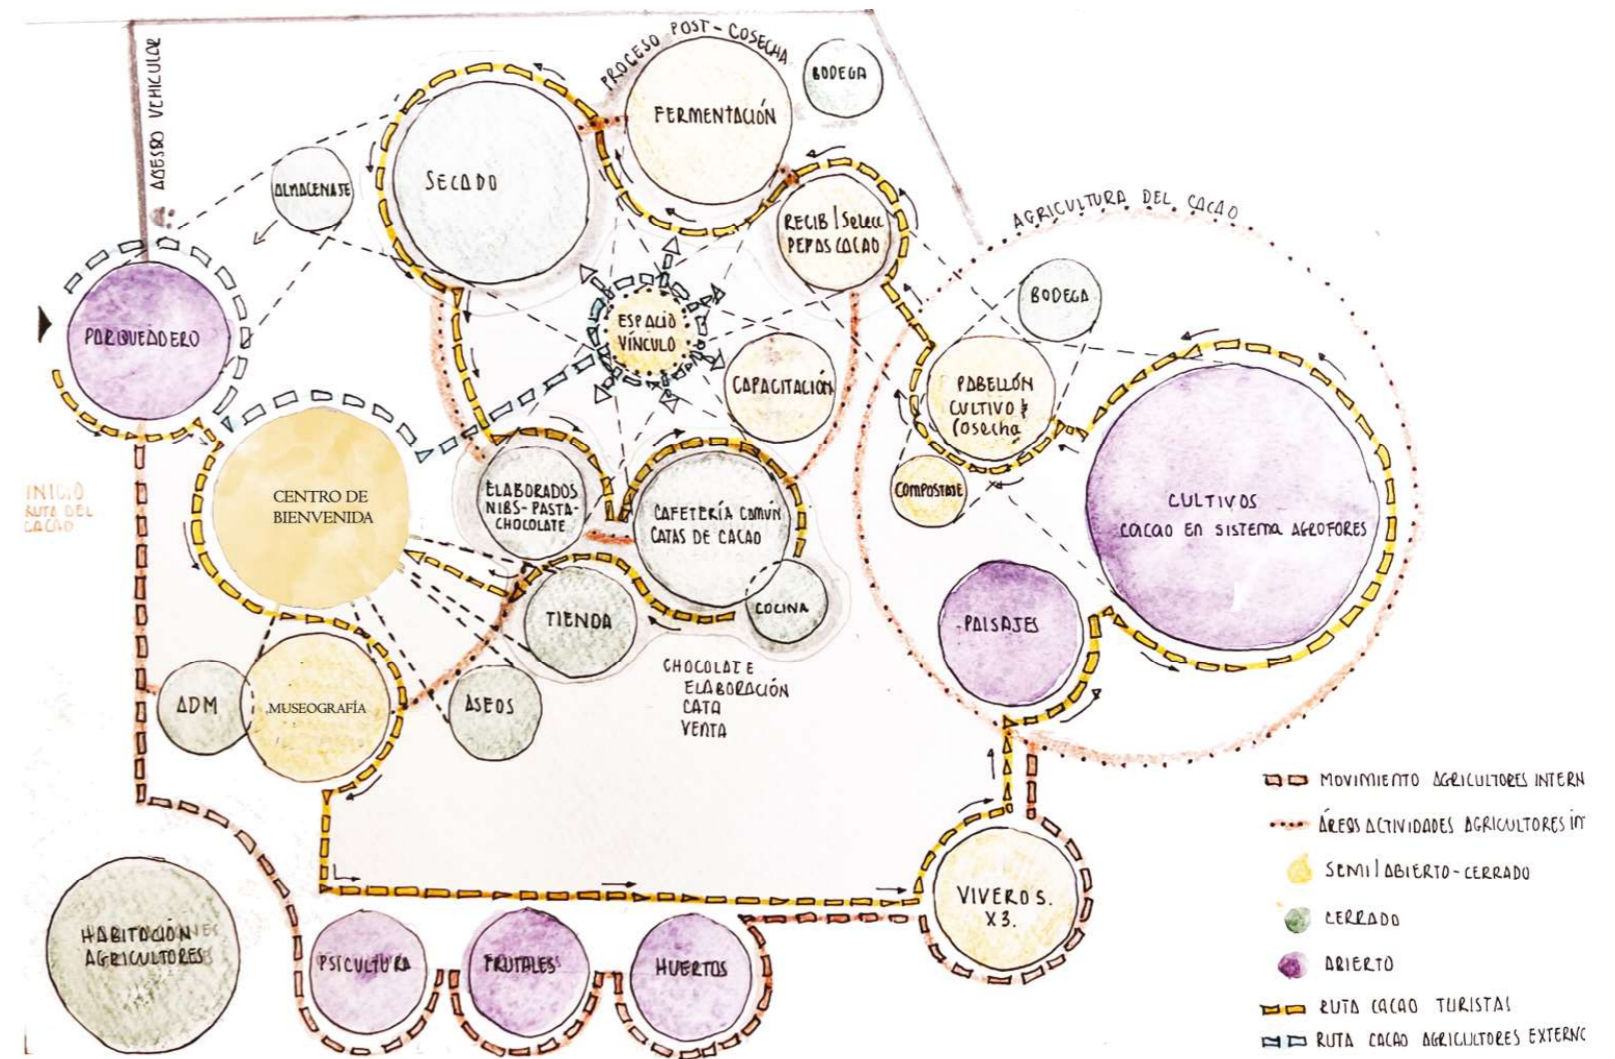 ACCESO VEHICULAR
PROCESO POST-COSECHA
FERMENTACIÓN
BODEGA
SECADO
ALMACENAJE
RECIB | Selecc
PEPAS CACAO
AGRICULTURA DEL CACAO
BODEGA
PARQUEADERO
ESPACIO
VÍNCULO
CAPACITACIÓN
PABELLÓN
CULTIVO &
Cosecha
COMPOSTAJE
CULTIVOS
CACAO EN SISTEMA AGROFORES
INICIO
RUTA DEL
CACAO
CENTRO DE
BIENVENIDA
ELABORADOS
NIBS-PASTA-
CHOCOLATE
CAFETERÍA COMÚN
CATAS DE CACAO
COCINA
TIENDA
PAISAJES
CHOCOLATE
ELABORACIÓN
CATA
VENTA
ADM
MUSEOGRAFÍA
ASEOS
HABITACIÓN
AGRICULTORES
PSICULTURA
FRUTALES
HUERTOS
VIVEROS.
X3.
MOVIMIENTO AGRICULTORES INTERN
ÁREAS ACTIVIDADES AGRICULTORES IN
SEMI|ABIERTO-CERRADO
CERRADO
ABIERTO
RUTA CACAO TURISTAS
RUTA CACAO AGRICULTORES EXTERNO